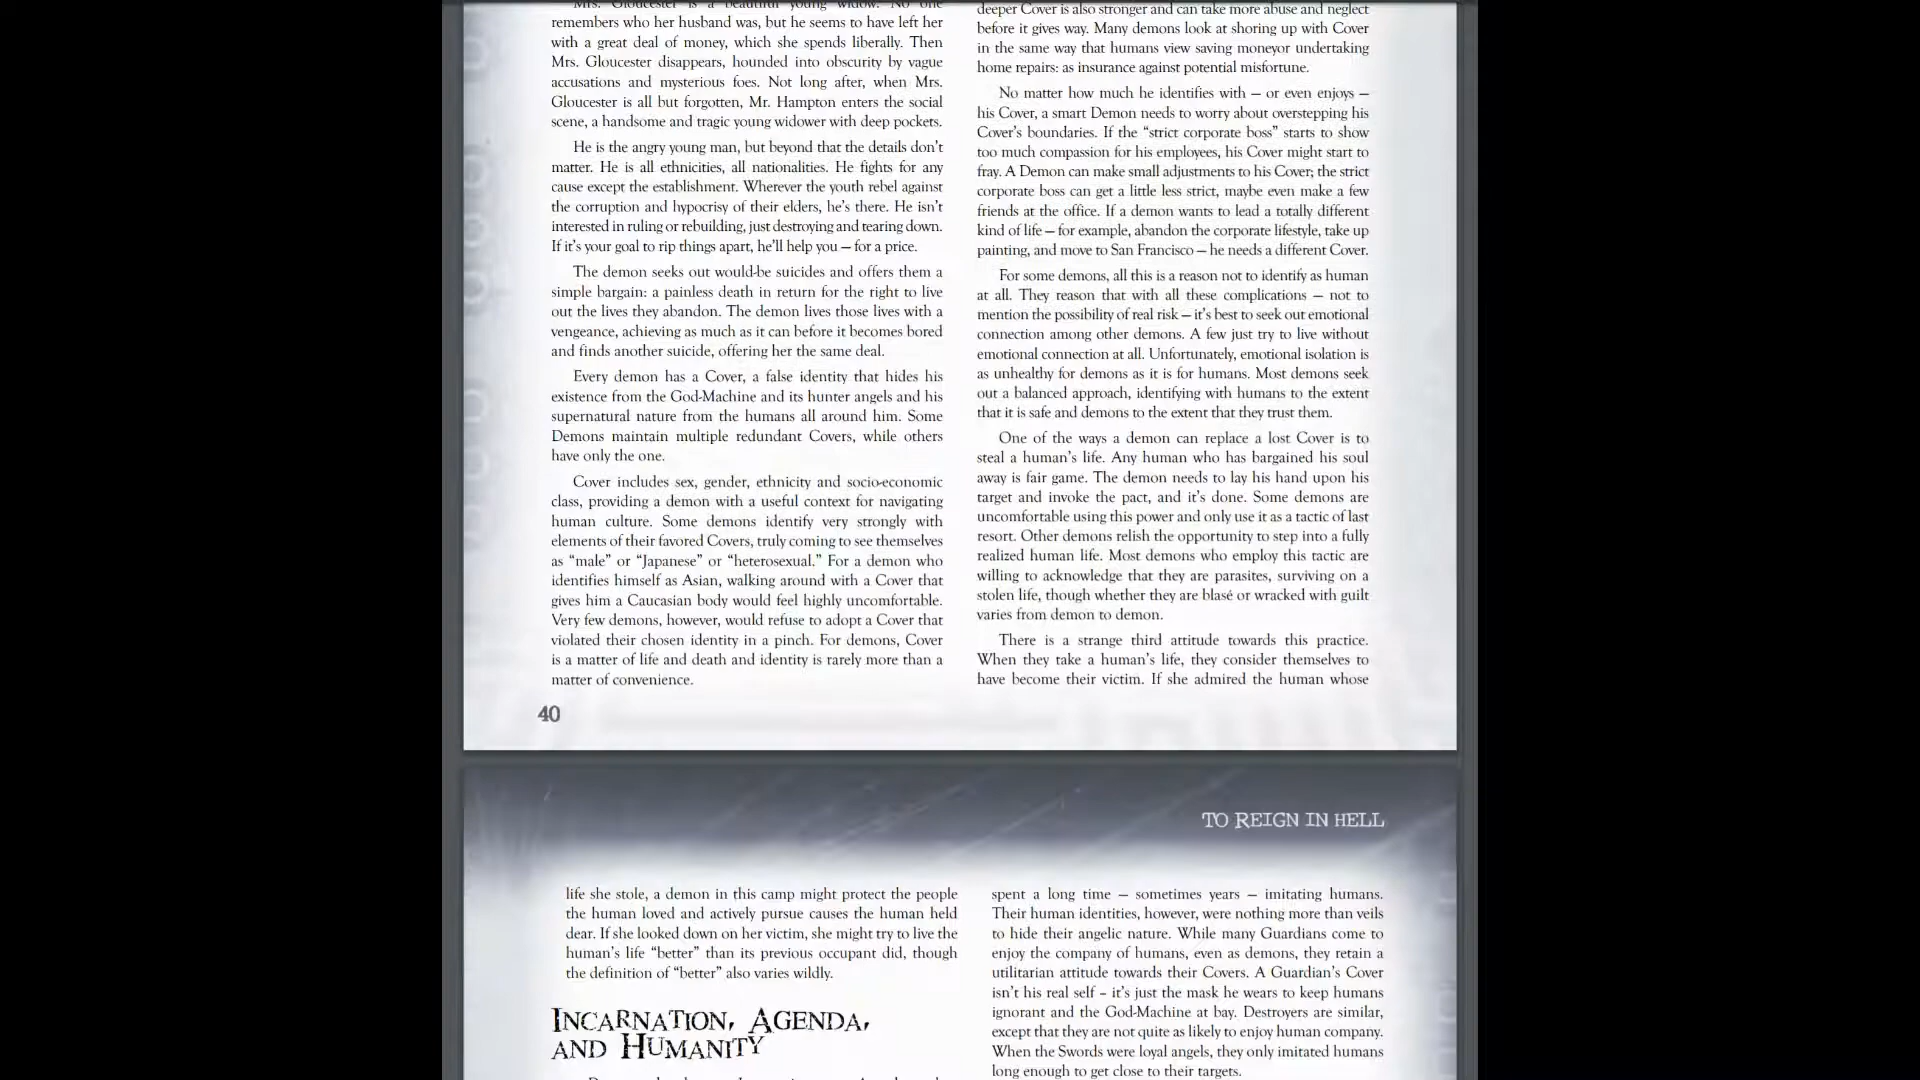 Mrs. Gloucester is a beautiful young widow. No one
remembers who her husband was, but he seems to have left her
with a great deal of money, which she spends liberally. Then
Mrs. Gloucester disappears, hounded into obscurity by vague
accusations and mysterious foes. Not long after, when Mrs.
Gloucester is all but forgotten, Mr. Hampton enters the social
scene, a handsome and tragic young widower with deep pockets.
He is the angry young man, but beyond that the details don't
matter. He is all ethnicities, all nationalities. He fights for any
cause except the establishment. Wherever the youth rebel against
the corruption and hypocrisy of their elders, he's there. He isn't
interested in ruling or rebuilding, just destroying and tearing down.
If it's your goal to rip things apart, he'll help you — for a price.
The demon seeks out would-be suicides and offers them a
simple bargain: a painless death in return for the right to live
out the lives they abandon. The demon lives those lives with a
vengeance, achieving as much as it can before it becomes bored
and finds another suicide, offering her the same deal.
Every demon has a Cover, a false identity that hides his
existence from the God-Machine and its hunter angels and his
supernatural nature from the humans all around him. Some
Demons maintain multiple redundant Covers, while others
have only the one.
Cover includes sex, gender, ethnicity and socio-economic
class, providing a demon with a useful context for navigating
human culture. Some demons identify very strongly with
elements of their favored Covers, truly coming to see themselves
as “male” or “Japanese” or “heterosexual.” For a demon who
identifies himself as Asian, walking around with a Cover that
gives him a Caucasian body would feel highly uncomfortable.
Very few demons, however, would refuse to adopt a Cover that
violated their chosen identity in a pinch. For demons, Cover
is a matter of life and death and identity is rarely more than a
matter of convenience.
40
deeper Cover is also stronger and can take more abuse and neglect
before it gives way. Many demons look at shoring up with Cover
in the same way that humans view saving moneyor undertaking
home repairs: as insurance against potential misfortune.
No matter how much he identifies with — or even enjoys —
his Cover, a smart Demon needs to worry about overstepping his
Cover's boundaries. If the “strict corporate boss” starts to show
too much compassion for his employees, his Cover might start to
fray. A Demon can make small adjustments to his Cover; the strict
corporate boss can get a little less strict, maybe even make a few
friends at the office. If a demon wants to lead a totally different
kind of life — for example, abandon the corporate lifestyle, take up
painting, and move to San Francisco — he needs a different Cover.
For some demons, all this is a reason not to identify as human
at all. They reason that with all these complications — not to
mention the possibility of real risk — it's best to seek out emotional
connection among other demons. A few just try to live without
emotional connection at all. Unfortunately, emotional isolation is
as unhealthy for demons as it is for humans. Most demons seek
out a balanced approach, identifying with humans to the extent
that it is safe and demons to the extent that they trust them.
One of the ways a demon can replace a lost Cover is to
steal a human's life. Any human who has bargained his soul
away is fair game. The demon needs to lay his hand upon his
target and invoke the pact, and it's done. Some demons are
uncomfortable using this power and only use it as a tactic of last
resort. Other demons relish the opportunity to step into a fully
realized human life. Most demons who employ this tactic are
willing to acknowledge that they are parasites, surviving on a
stolen life, though whether they are blasé or wracked with guilt
varies from demon to demon.
There is a strange third attitude towards this practice.
When they take a human's life, they consider themselves to
have become their victim. If she admired the human whose
TO REIGN IN HELL
life she stole, a demon in this camp might protect the people
the human loved and actively pursue causes the human held
dear. If she looked down on her victim, she might try to live the
human's life “better” than its previous occupant did, though
the definition of “better” also varies wildly.
INCARNATION, AGENDA,
AND HUMANITY
spent a long time — sometimes years — imitating humans.
Their human identities, however, were nothing more than veils
to hide their angelic nature. While many Guardians come to
enjoy the company of humans, even as demons, they retain a
utilitarian attitude towards their Covers. A Guardian's Cover
isn't his real self – it's just the mask he wears to keep humans
ignorant and the God-Machine at bay. Destroyers are similar,
except that they are not quite as likely to enjoy human company.
When the Swords were loyal angels, they only imitated humans
long enough to get close to their targets.